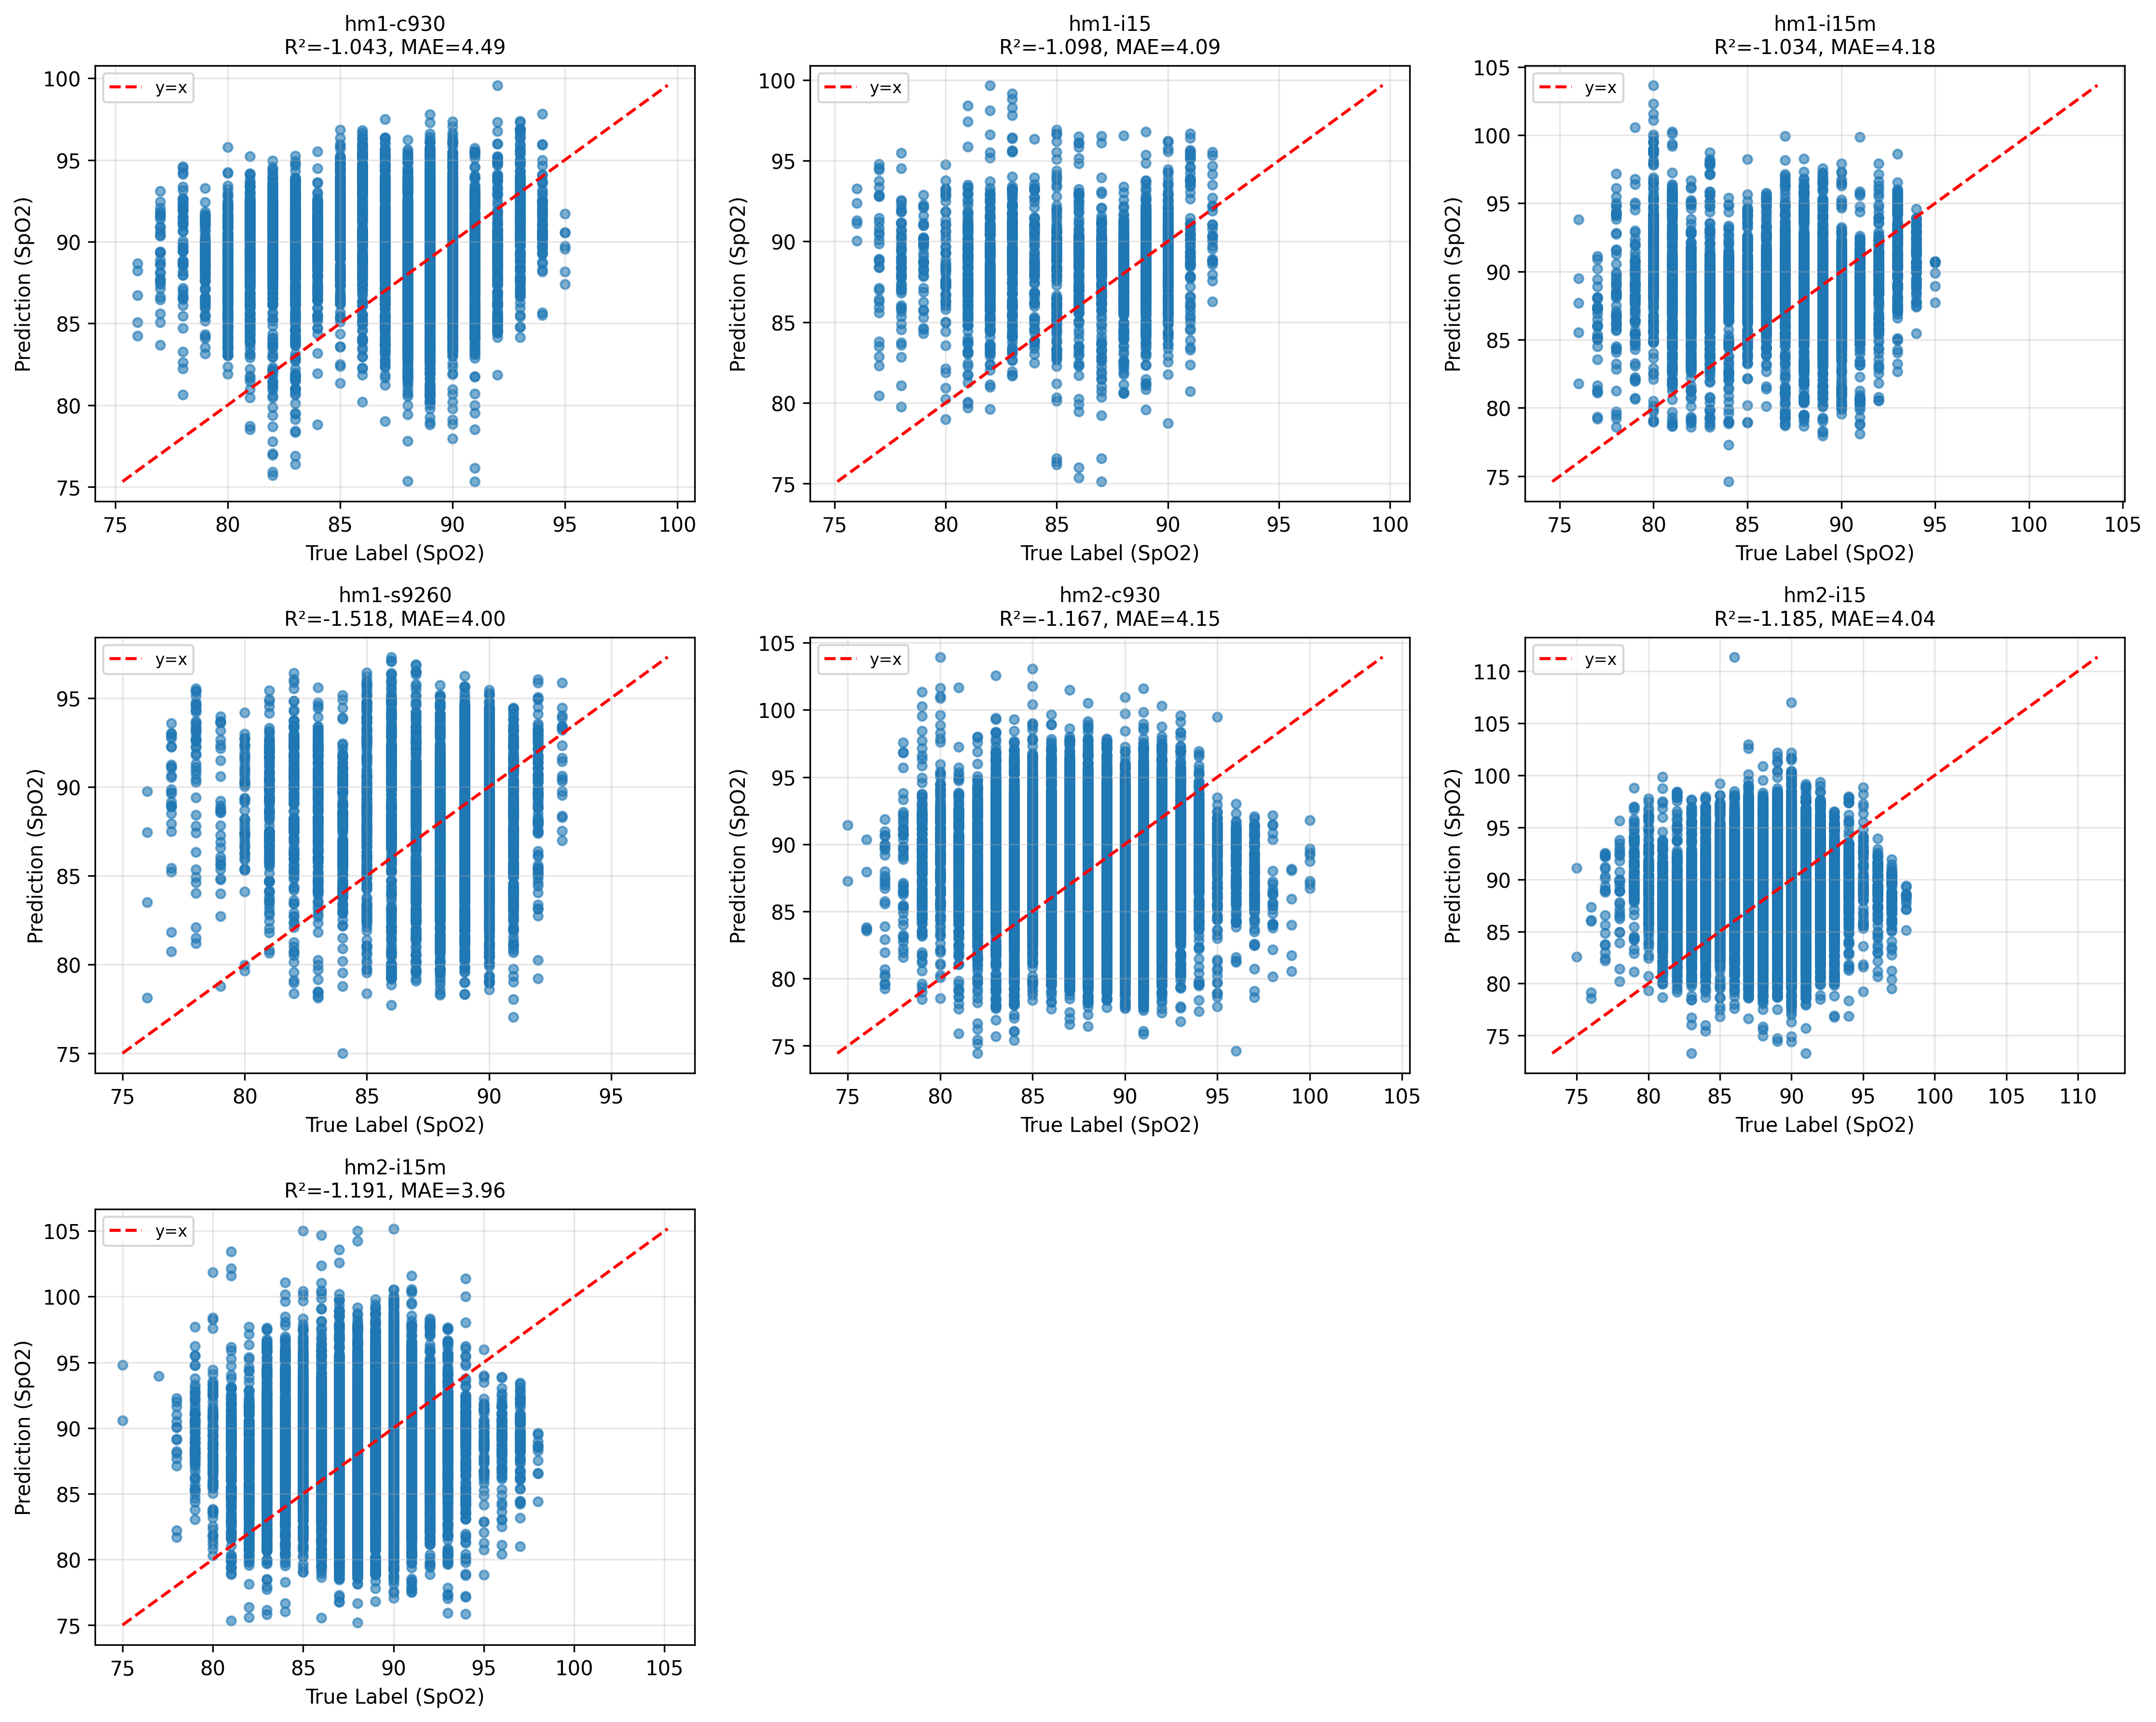 hm1-c930
R²=-1.043, MAE=4.49
y=x
100
95
90
85
80
75
Prediction (SpO2)
75 80 85 90 95 100
True Label (SpO2)
hm1-i15
R²=-1.098, MAE=4.09
y=x
100
95
90
85
80
75
Prediction (SpO2)
75 80 85 90 95 100
True Label (SpO2)
hm1-i15m
R²=-1.034, MAE=4.18
y=x
105
100
95
90
85
80
75
Prediction (SpO2)
75 80 85 90 95 100 105
True Label (SpO2)
hm1-s9260
R²=-1.518, MAE=4.00
y=x
95
90
85
80
75
Prediction (SpO2)
75 80 85 90 95
True Label (SpO2)
hm2-c930
R²=-1.167, MAE=4.15
y=x
105
100
95
90
85
80
75
Prediction (SpO2)
75 80 85 90 95 100 105
True Label (SpO2)
hm2-i15
R²=-1.185, MAE=4.04
y=x
110
105
100
95
90
85
80
75
Prediction (SpO2)
75 80 85 90 95 100 105 110
True Label (SpO2)
hm2-i15m
R²=-1.191, MAE=3.96
y=x
105
100
95
90
85
80
75
Prediction (SpO2)
75 80 85 90 95 100 105
True Label (SpO2)